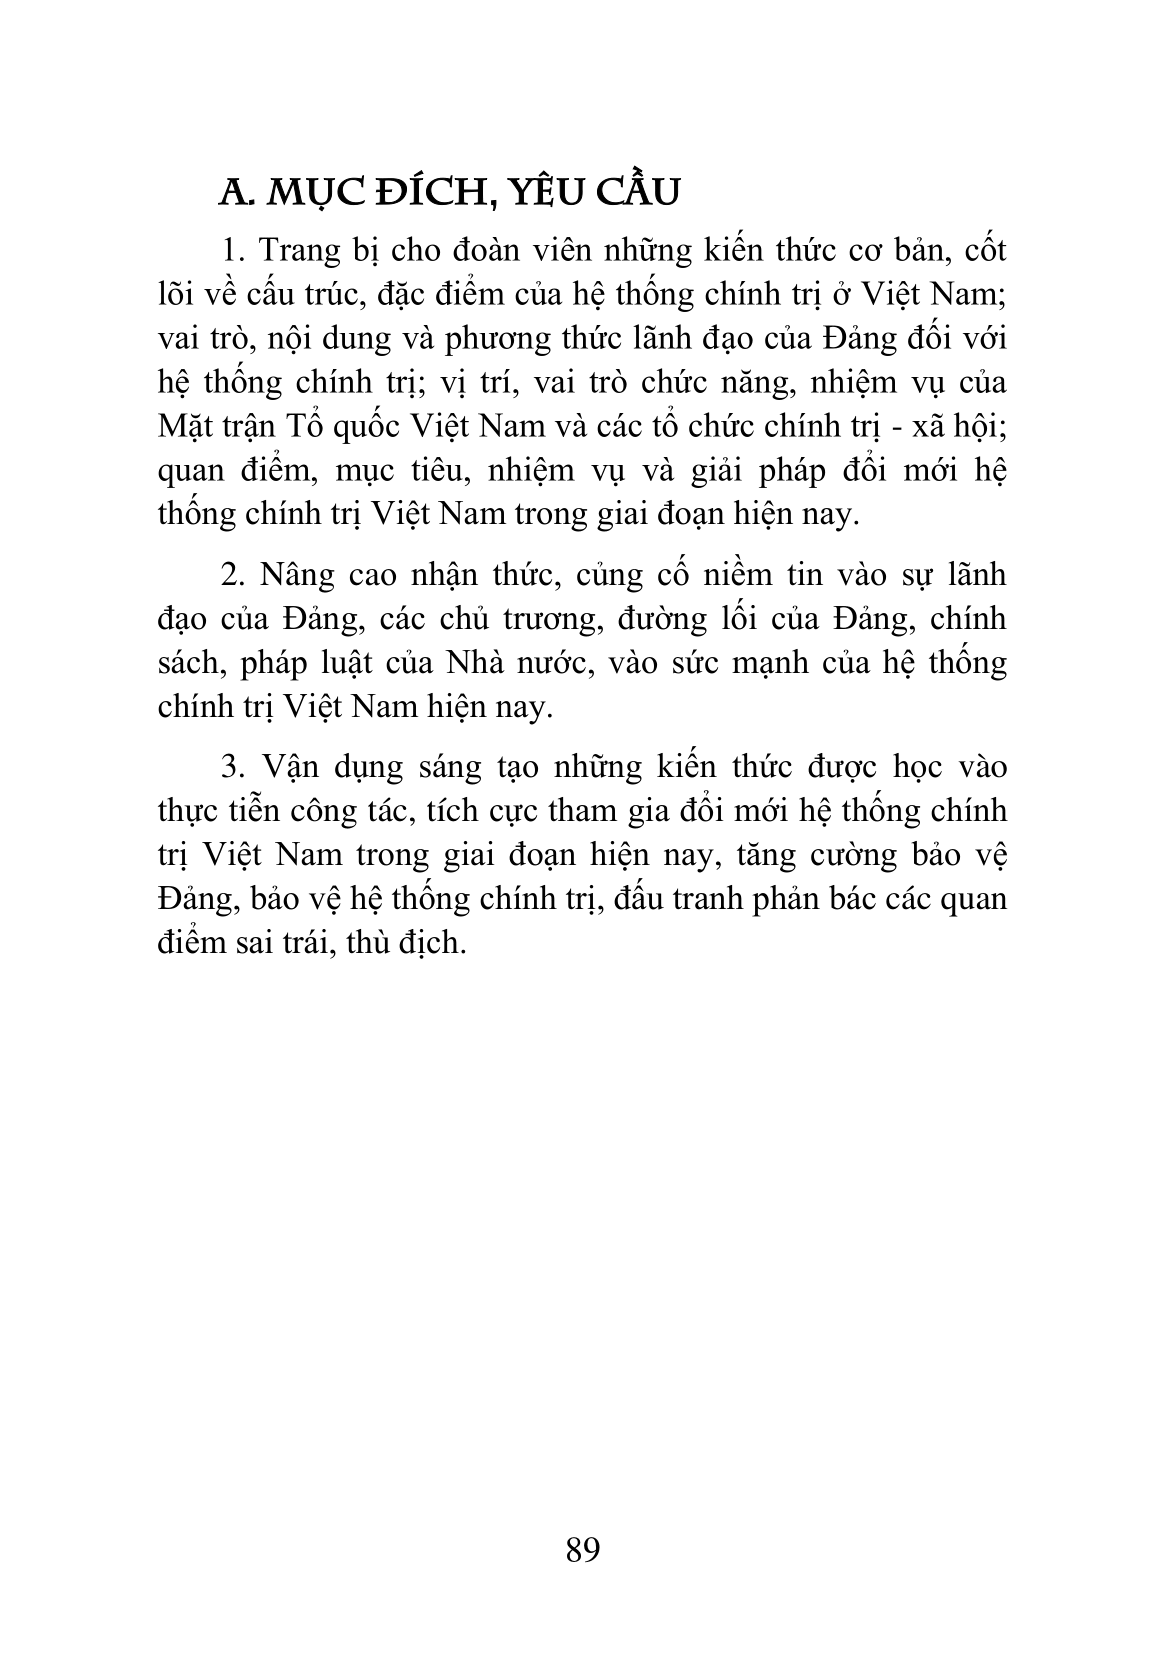 A. MỤC ĐÍCH, YÊU CẦU
1. Trang bị cho đoàn viên những kiến thức cơ bản, cốt
lõi về cấu trúc, đặc điểm của hệ thống chính trị ở Việt Nam;
vai trò, nội dung và phương thức lãnh đạo của Đảng đối với
hệ thống chính trị; vị trí, vai trò chức năng, nhiệm vụ của
Mặt trận Tổ quốc Việt Nam và các tổ chức chính trị - xã hội;
quan điểm, mục tiêu, nhiệm vụ và giải pháp đổi mới hệ
thống chính trị Việt Nam trong giai đoạn hiện nay.
2. Nâng cao nhận thức, củng cố niềm tin vào sự lãnh
đạo của Đảng, các chủ trương, đường lối của Đảng, chính
sách, pháp luật của Nhà nước, vào sức mạnh của hệ thống
chính trị Việt Nam hiện nay.
3. Vận dụng sáng tạo những kiến thức được học vào
thực tiễn công tác, tích cực tham gia đổi mới hệ thống chính
trị Việt Nam trong giai đoạn hiện nay, tăng cường bảo vệ
Đảng, bảo vệ hệ thống chính trị, đấu tranh phản bác các quan
điểm sai trái, thù địch.
89